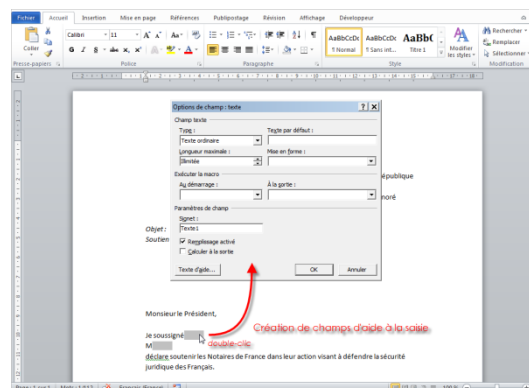 Fichier Accueil Insertion Mise en page Références Publipostage Révision Affichage Développeur
Calibri 11
Coller
G I S abc X, X²
AaBbCcDc AaBbCcDc AaBb(
¶ Normal ¶ Sans int... Titre 1
Modifier les styles
Rechercher
Remplacer
Sélectionner
Presse-papiers Police Paragraphe Style Modification
Options de champ : texte
Champ texte
Type : Texte par défaut :
Texte ordinaire
Longueur maximale : Mise en forme :
Illimitée
Exécuter la macro
Au démarrage : À la sortie :
Paramètres de champ
Signet :
Texte1
Remplissage activé
Calculer à la sortie
Texte d'aide... OK Annuler
épublique
noré
Objet :
Soutien
Monsieur le Président,
Je soussigné
M
double-clic
Création de champs d'aide à la saisie
déclare soutenir les Notaires de France dans leur action visant à défendre la sécurité
juridique des Français.